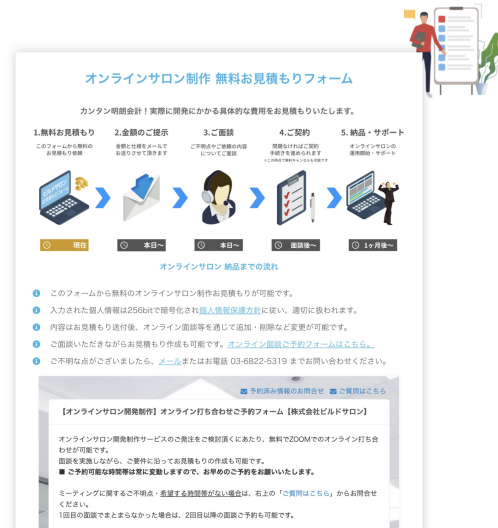 オンラインサロン制作 無料お見積もりフォーム
カンタン明朗会計！実際に開発にかかる具体的な費用をお見積もりいたします。
1.無料お見積もり
このフォームから無料の
お見積もり依頼
2.金額のご提示
金額と仕様をメールで
お送りさせて頂きます
3.ご面談
ご不明点やご依頼の内容
についてご面談
4.ご契約
問題なければご契約
手続きを進められます
※この時点で無料キャンセルも可能です
5. 納品・サポート
オンラインサロンの
運用開始・サポート
現在
本日〜
本日〜
面談後〜
1ヶ月後〜
オンラインサロン 納品までの流れ
このフォームから無料のオンラインサロン制作お見積もりが可能です。
入力された個人情報は256bitで暗号化され個人情報保護方針に従い、適切に扱われます。
内容はお見積もり送付後、オンライン面談等を通じて追加・削除など変更が可能です。
ご面談いただきながらお見積もり作成も可能です。オンライン面談ご予約フォームはこちら。
ご不明な点がございましたら、メールまたはお電話 03-6822-5319 までお問い合わせください。
予約済み情報のお問合せ ご質問はこちら
【オンラインサロン開発制作】オンライン打ち合わせご予約フォーム【株式会社ビルドサロン】
オンラインサロン開発制作サービスのご発注をご検討頂くにあたり、無料でZOOMでのオンライン打ち合
わせが可能です。
面談を実施しながら、ご要件に沿ってお見積もりの作成も可能です。
■ ご予約可能な時間帯は常に変動しますので、お早めのご予約をお願いいたします。
ミーティングに関するご不明点・希望する時間帯がない場合は、右上の「ご質問はこちら」からお問合せ
ください。
1回目の面談でまとまらなかった場合は、2回目以降の面談ご予約も可能です。